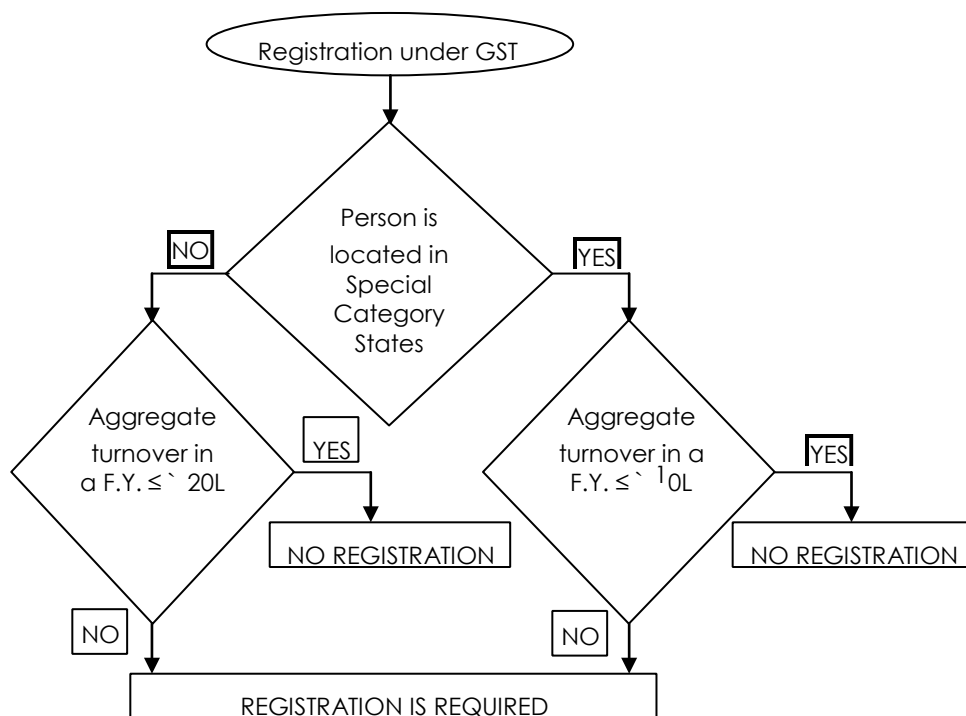 Registration under GST
Person is
located in
Special
Category
States
NO
YES
Aggregate
turnover in
a F.Y. ≤ ` 20L
YES
NO REGISTRATION
Aggregate
turnover in a
F.Y. ≤ ` 10L
YES
NO REGISTRATION
NO
NO
REGISTRATION IS REQUIRED